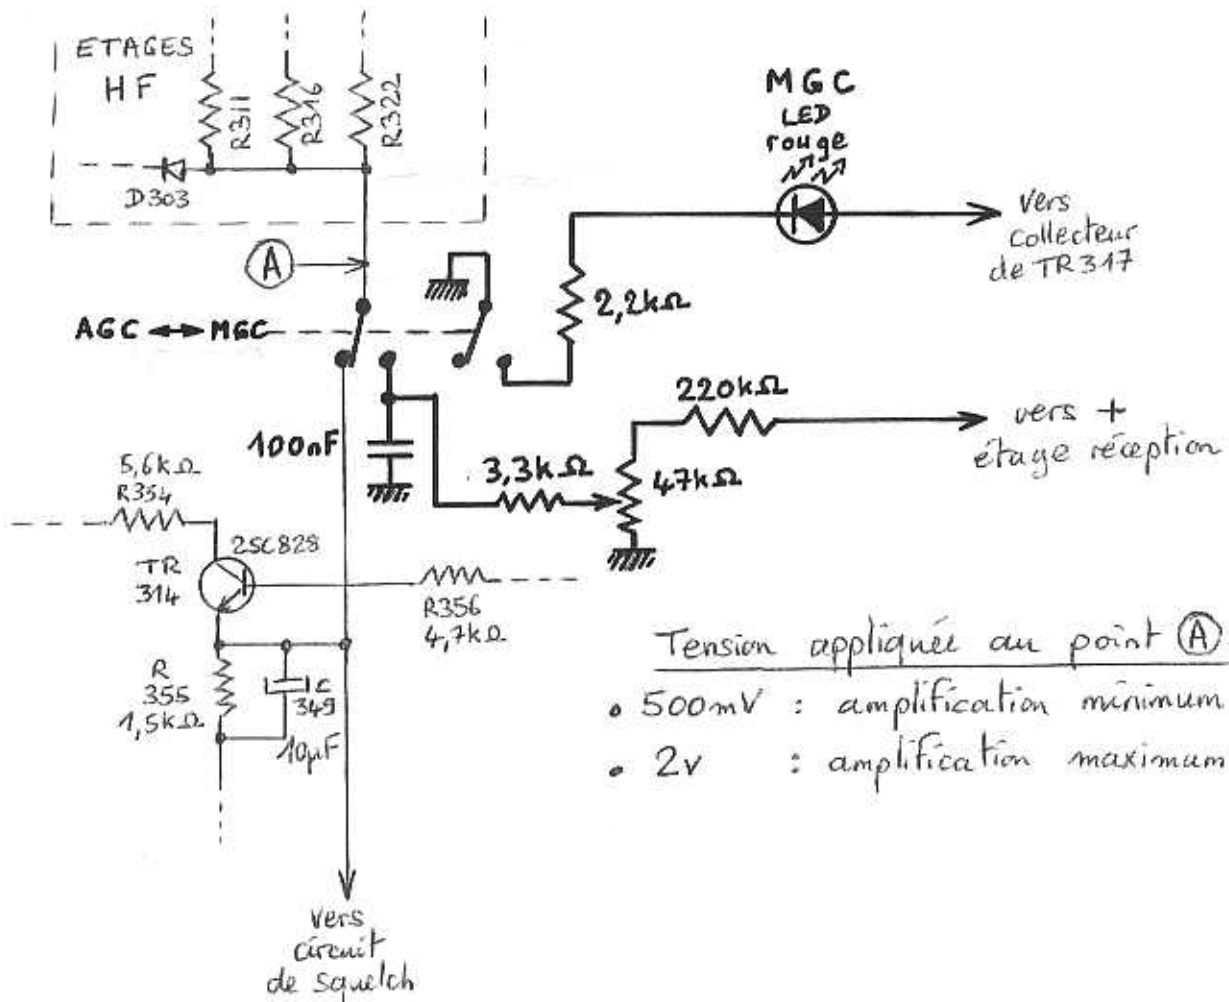 ETAGES
HF
R311
R316
R322
D303
MGC
LED
rouge
vers
collecteur
de TR317
A
2,2kΩ
AGC ↔ MGC
220kΩ
vers +
étage réception
100nF
3,3kΩ
47kΩ
5,6kΩ
R354
2SC828
TR
314
R356
4,7kΩ
R
355
1,5kΩ
C
349
10μF
Tension appliquée au point A
• 500mV : amplification minimum
• 2v : amplification maximum
vers
circuit
de squelch